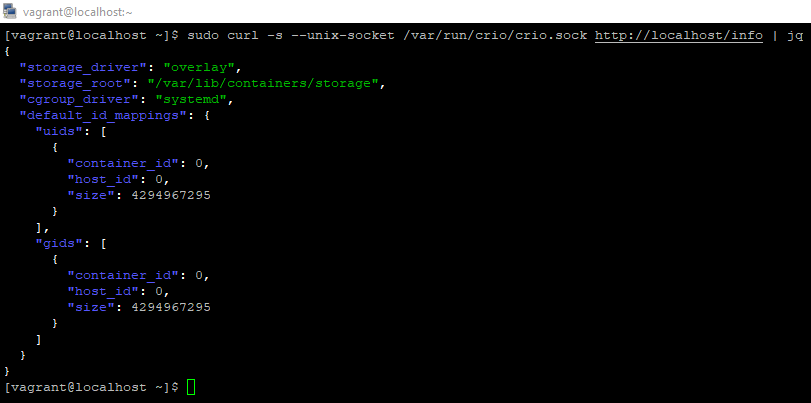 vagrant@localhost:~
[vagrant@localhost ~]$ sudo curl -s --unix-socket /var/run/crio/crio.sock http://localhost/info | jq
{
  "storage_driver": "overlay",
  "storage_root": "/var/lib/containers/storage",
  "cgroup_driver": "systemd",
  "default_id_mappings": {
    "uids": [
      {
        "container_id": 0,
        "host_id": 0,
        "size": 4294967295
      }
    ],
    "gids": [
      {
        "container_id": 0,
        "host_id": 0,
        "size": 4294967295
      }
    ]
  }
}
[vagrant@localhost ~]$